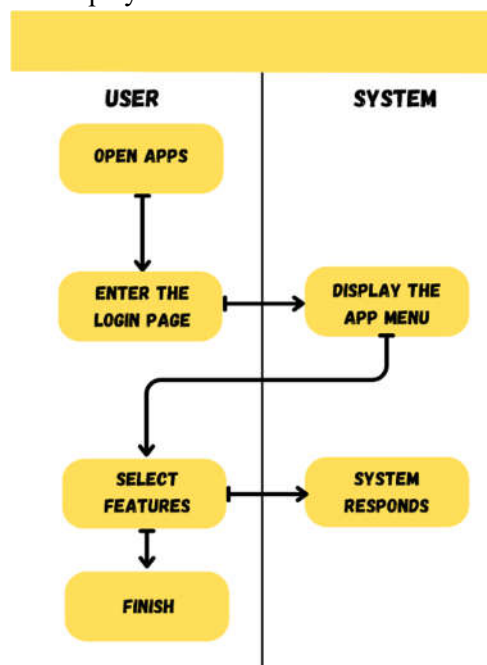 USER
SYSTEM
OPEN APPS
ENTER THE
LOGIN PAGE
DISPLAY THE
APP MENU
SELECT
FEATURES
SYSTEM
RESPONDS
FINISH